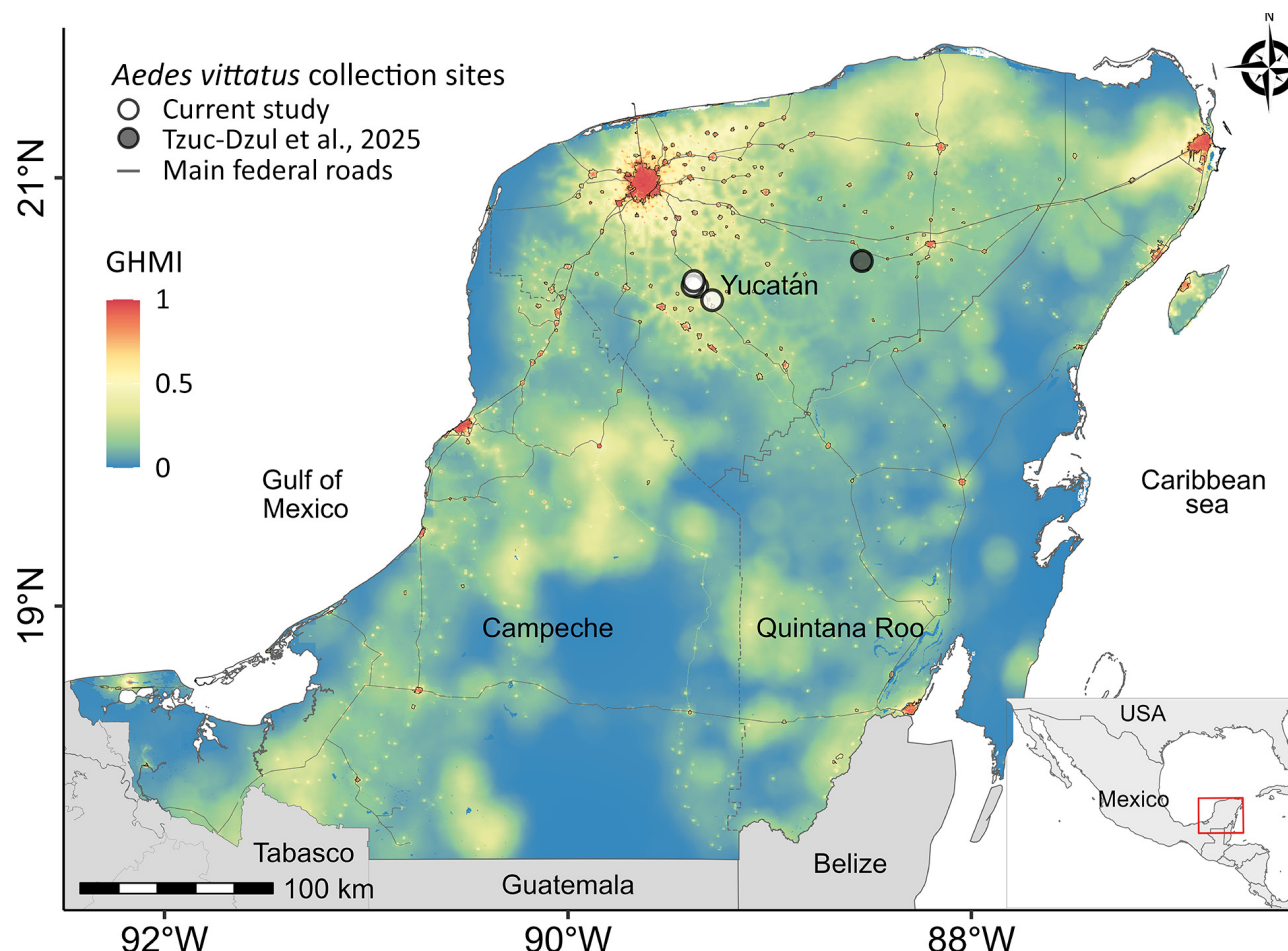 N
Aedes vittatus collection sites
Current study
Tzuc-Dzul et al., 2025
Main federal roads
21°N
GHMI
1
0.5
0
Yucatán
Gulf of
Mexico
Caribbean
sea
19°N
Campeche
Quintana Roo
USA
Mexico
Tabasco
Belize
Guatemala
100 km
92°W
90°W
88°W